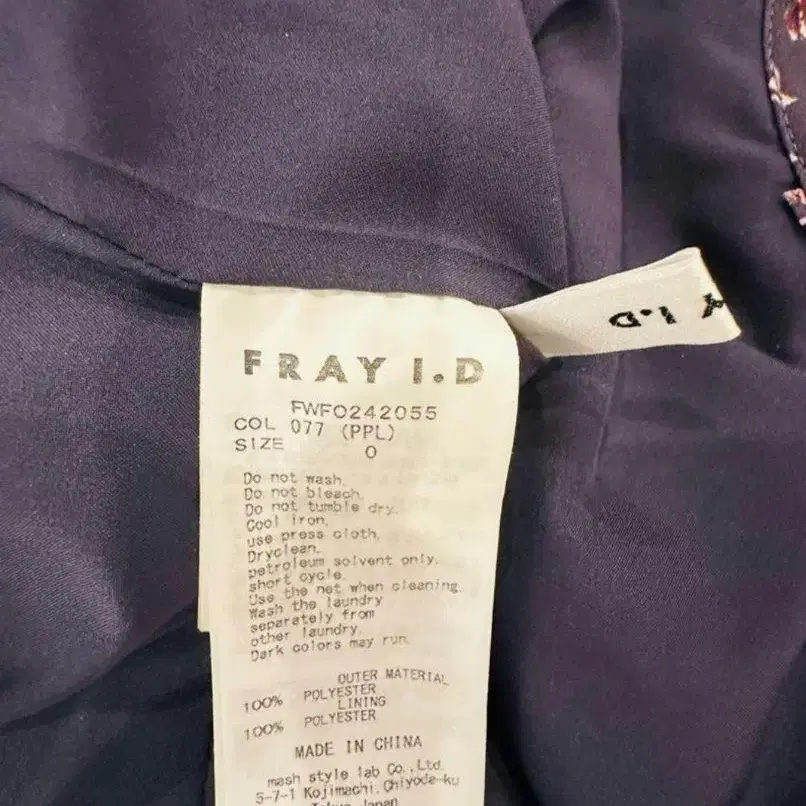 FRAY I.D
FWFO242055
COL 077 (PPL)
SIZE 0
Do not wash.
Do not bleach.
Do not tumble dry.
Cool iron,
use press cloth.
Dryclean.
petroleum solvent only.
short cycle.
Use the net when cleaning.
Wash the laundry
separately from
other laundry.
Dark colors may run.
OUTER MATERIAL
100% POLYESTER
LINING
100% POLYESTER
MADE IN CHINA
mash style lab Co.,Ltd.
5-7-1 Kojimachi, Chiyoda-ku
Tokyo Japan
Y I.D